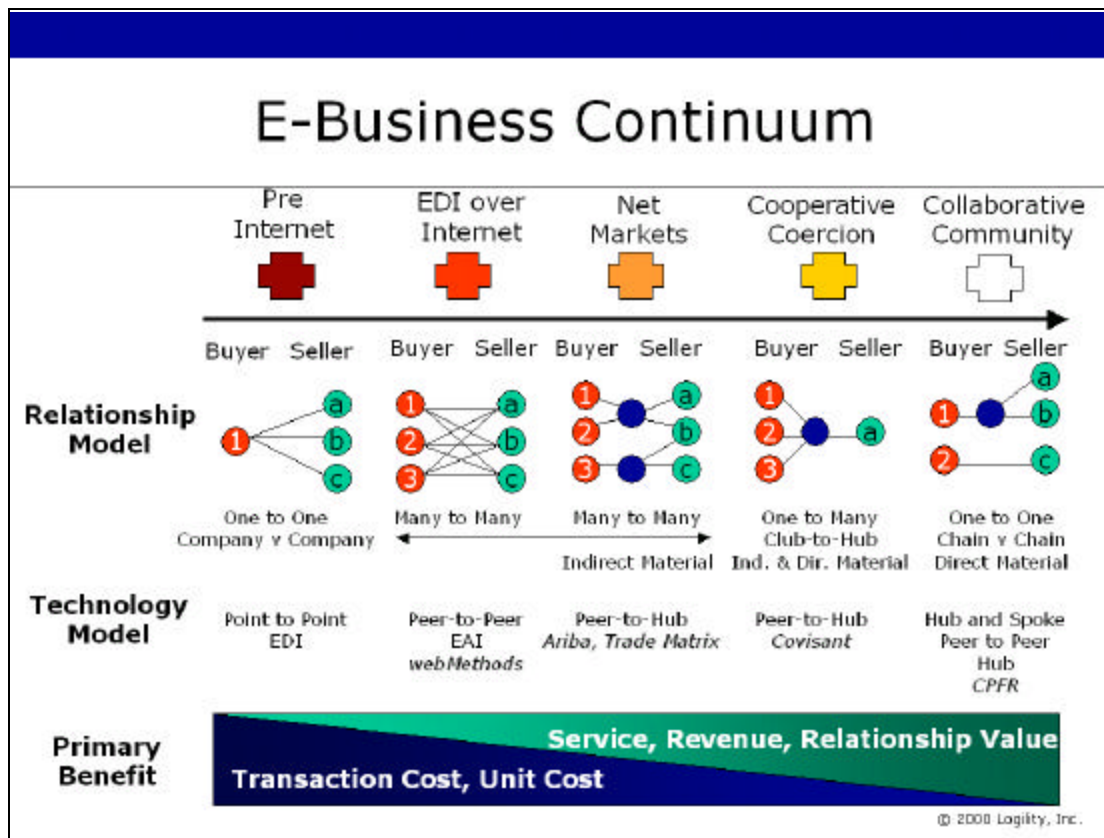 E-Business Continuum
Pre
Internet
EDI over
Internet
Net
Markets
Cooperative
Coercion
Collaborative
Community
Buyer Seller
Buyer Seller
Buyer Seller
Buyer Seller
Buyer Seller
Relationship
Model
1
a
b
c
1
2
3
a
b
c
1
2
3
a
b
c
1
2
3
a
1
2
a
b
c
One to One
Company v Company
Many to Many
Many to Many
Indirect Material
One to Many
Club-to-Hub
Ind. & Dir. Material
One to One
Chain v Chain
Direct Material
Technology
Model
Point to Point
EDI
Peer-to-Peer
EAI
webMethods
Peer-to-Hub
Ariba, Trade Matrix
Peer-to-Hub
Covisant
Hub and Spoke
Peer to Peer
Hub
CPFR
Primary
Benefit
Service, Revenue, Relationship Value
Transaction Cost, Unit Cost
© 2000 Logility, Inc.